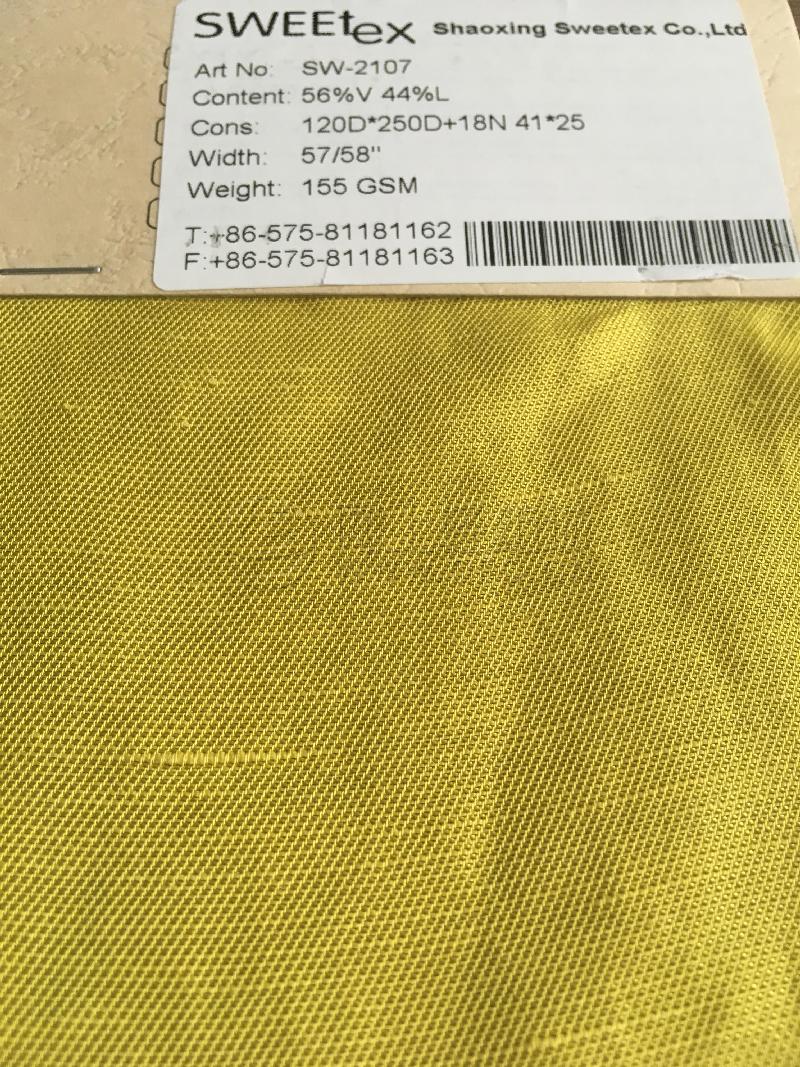 SWEEtex Shaoxing Sweetex Co.,Ltd
Art No: SW-2107
Content: 56%V 44%L
Cons: 120D*250D+18N 41*25
Width: 57/58"
Weight: 155 GSM
T:+86-575-81181162
F:+86-575-81181163